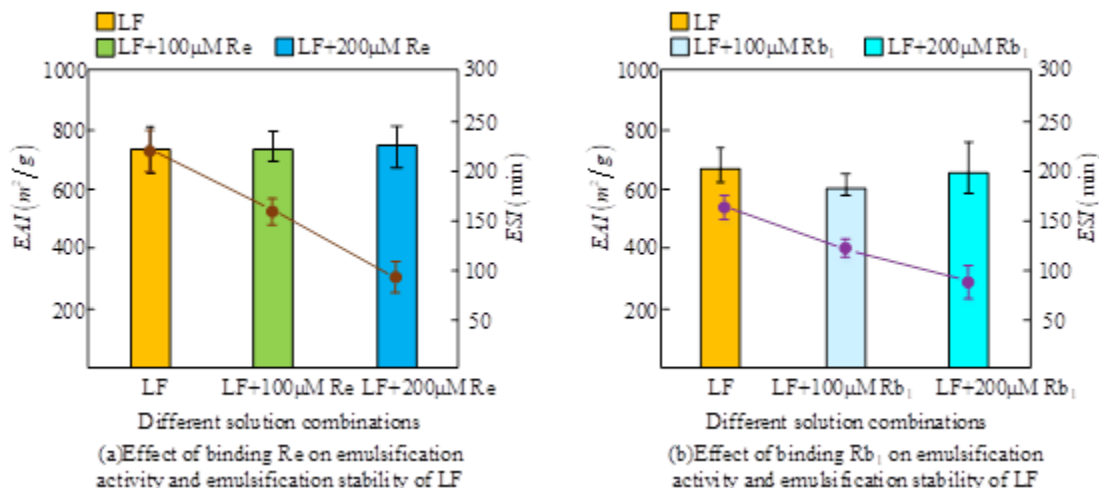 LF
LF+100μM Re LF+200μM Re
1000
800
600
400
200
EAI (m²/g)
300
250
200
150
100
50
ESI (min)
LF LF+100μM Re LF+200μM Re
Different solution combinations
(a)Effect of binding Re on emulsification
activity and emulsification stability of LF
LF
LF+100μM Rb₁ LF+200μM Rb₁
1000
800
600
400
200
EAI (m²/g)
300
250
200
150
100
50
ESI (min)
LF LF+100μM Rb₁ LF+200μM Rb₁
Different solution combinations
(b)Effect of binding Rb₁ on emulsification
activity and emulsification stability of LF